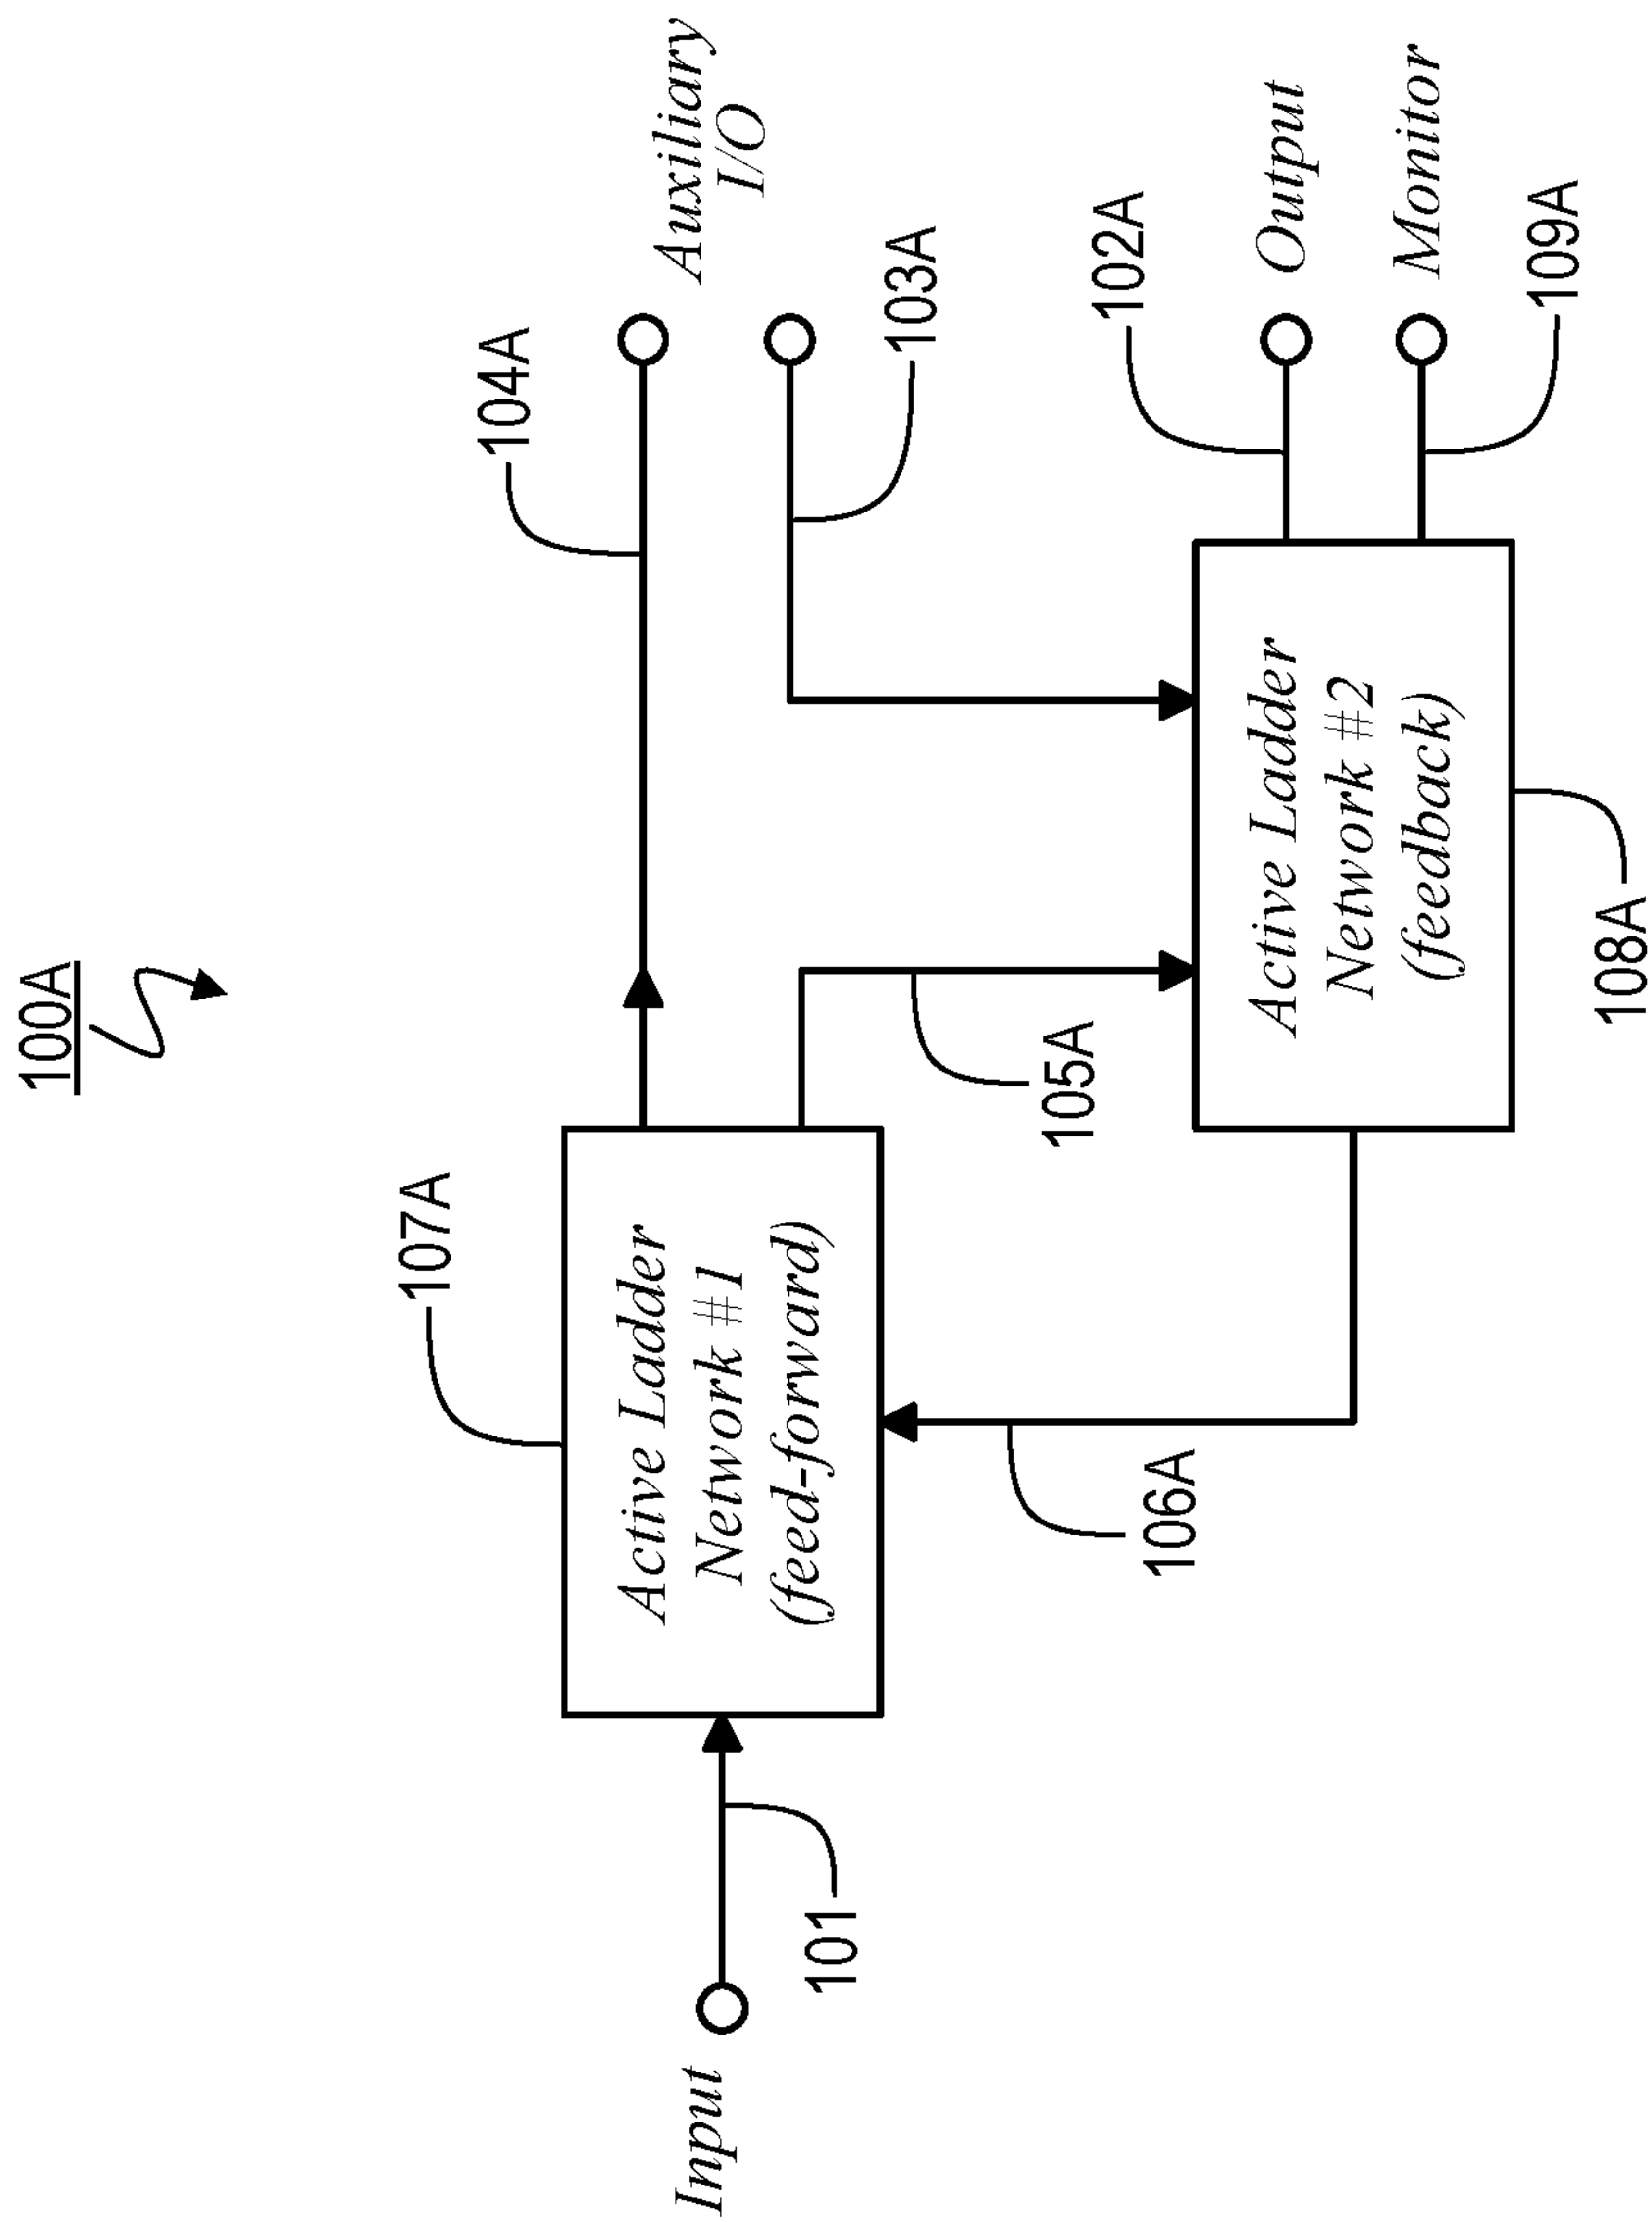 100A
107A
104A
Auxiliary
I/O
103A
Active Ladder
Network #1
(feed-forward)
Input
101
105A
106A
102A
Output
Active Ladder
Network #2
(feedback)
Monitor
109A
108A